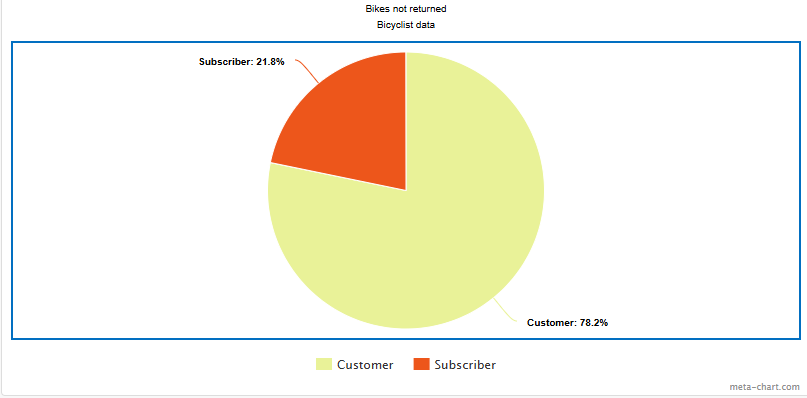 Bikes not returned
Bicyclist data
Subscriber: 21.8%
Customer: 78.2%
Customer Subscriber
meta-chart.com